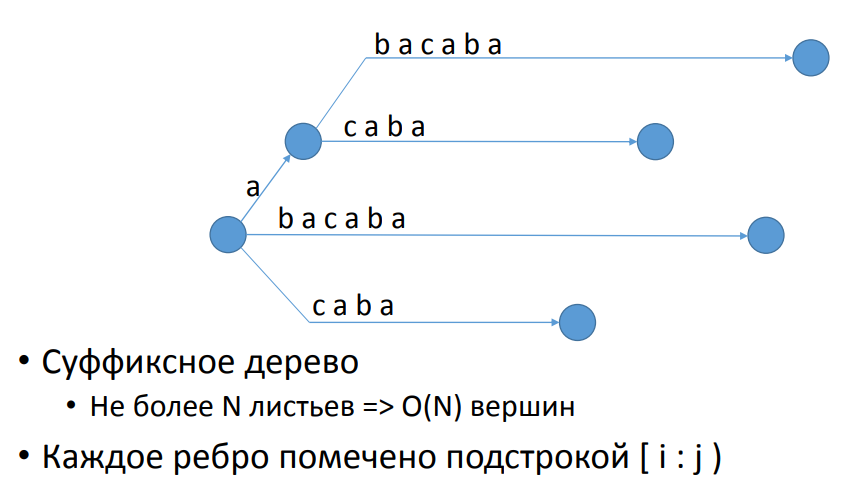 b a c a b a
c a b a
a
b a c a b a
c a b a
• Суффиксное дерево
• Не более N листьев => O(N) вершин
• Каждое ребро помечено подстрокой [ i : j )